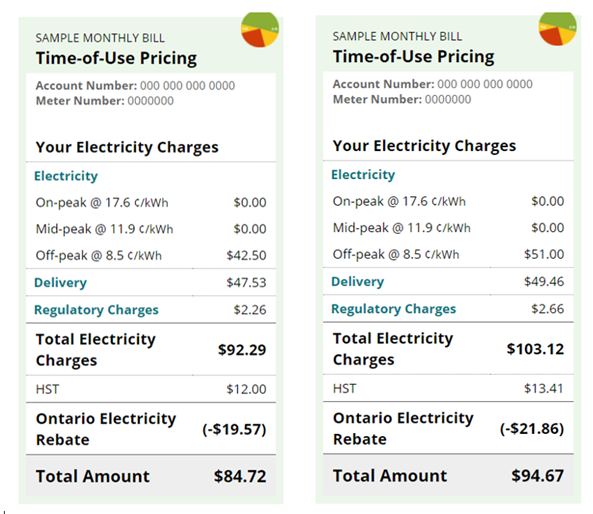 SAMPLE MONTHLY BILL
Time-of-Use Pricing
Account Number: 000 000 000 0000
Meter Number: 0000000
Your Electricity Charges
Electricity
On-peak @ 17.6 ¢/kWh $0.00
Mid-peak @ 11.9 ¢/kWh $0.00
Off-peak @ 8.5 ¢/kWh $42.50
Delivery $47.53
Regulatory Charges $2.26
Total Electricity
Charges $92.29
HST $12.00
Ontario Electricity
Rebate (-$19.57)
Total Amount $84.72
SAMPLE MONTHLY BILL
Time-of-Use Pricing
Account Number: 000 000 000 0000
Meter Number: 0000000
Your Electricity Charges
Electricity
On-peak @ 17.6 ¢/kWh $0.00
Mid-peak @ 11.9 ¢/kWh $0.00
Off-peak @ 8.5 ¢/kWh $51.00
Delivery $49.46
Regulatory Charges $2.66
Total Electricity
Charges $103.12
HST $13.41
Ontario Electricity
Rebate (-$21.86)
Total Amount $94.67